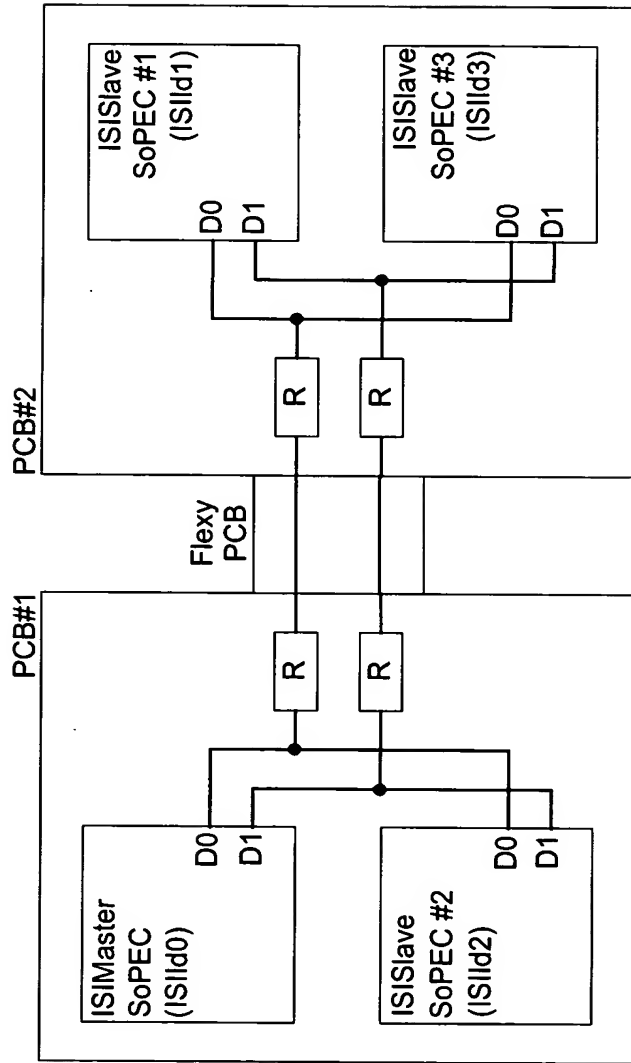 PCB#1
ISIMaster
SoPEC
(ISIId0)
D0
D1
ISISlave
SoPEC #2
(ISIId2)
D0
D1
R
R
Flexy
PCB
PCB#2
R
R
ISISlave
SoPEC #1
(ISIId1)
D0
D1
ISISlave
SoPEC #3
(ISIId3)
D0
D1